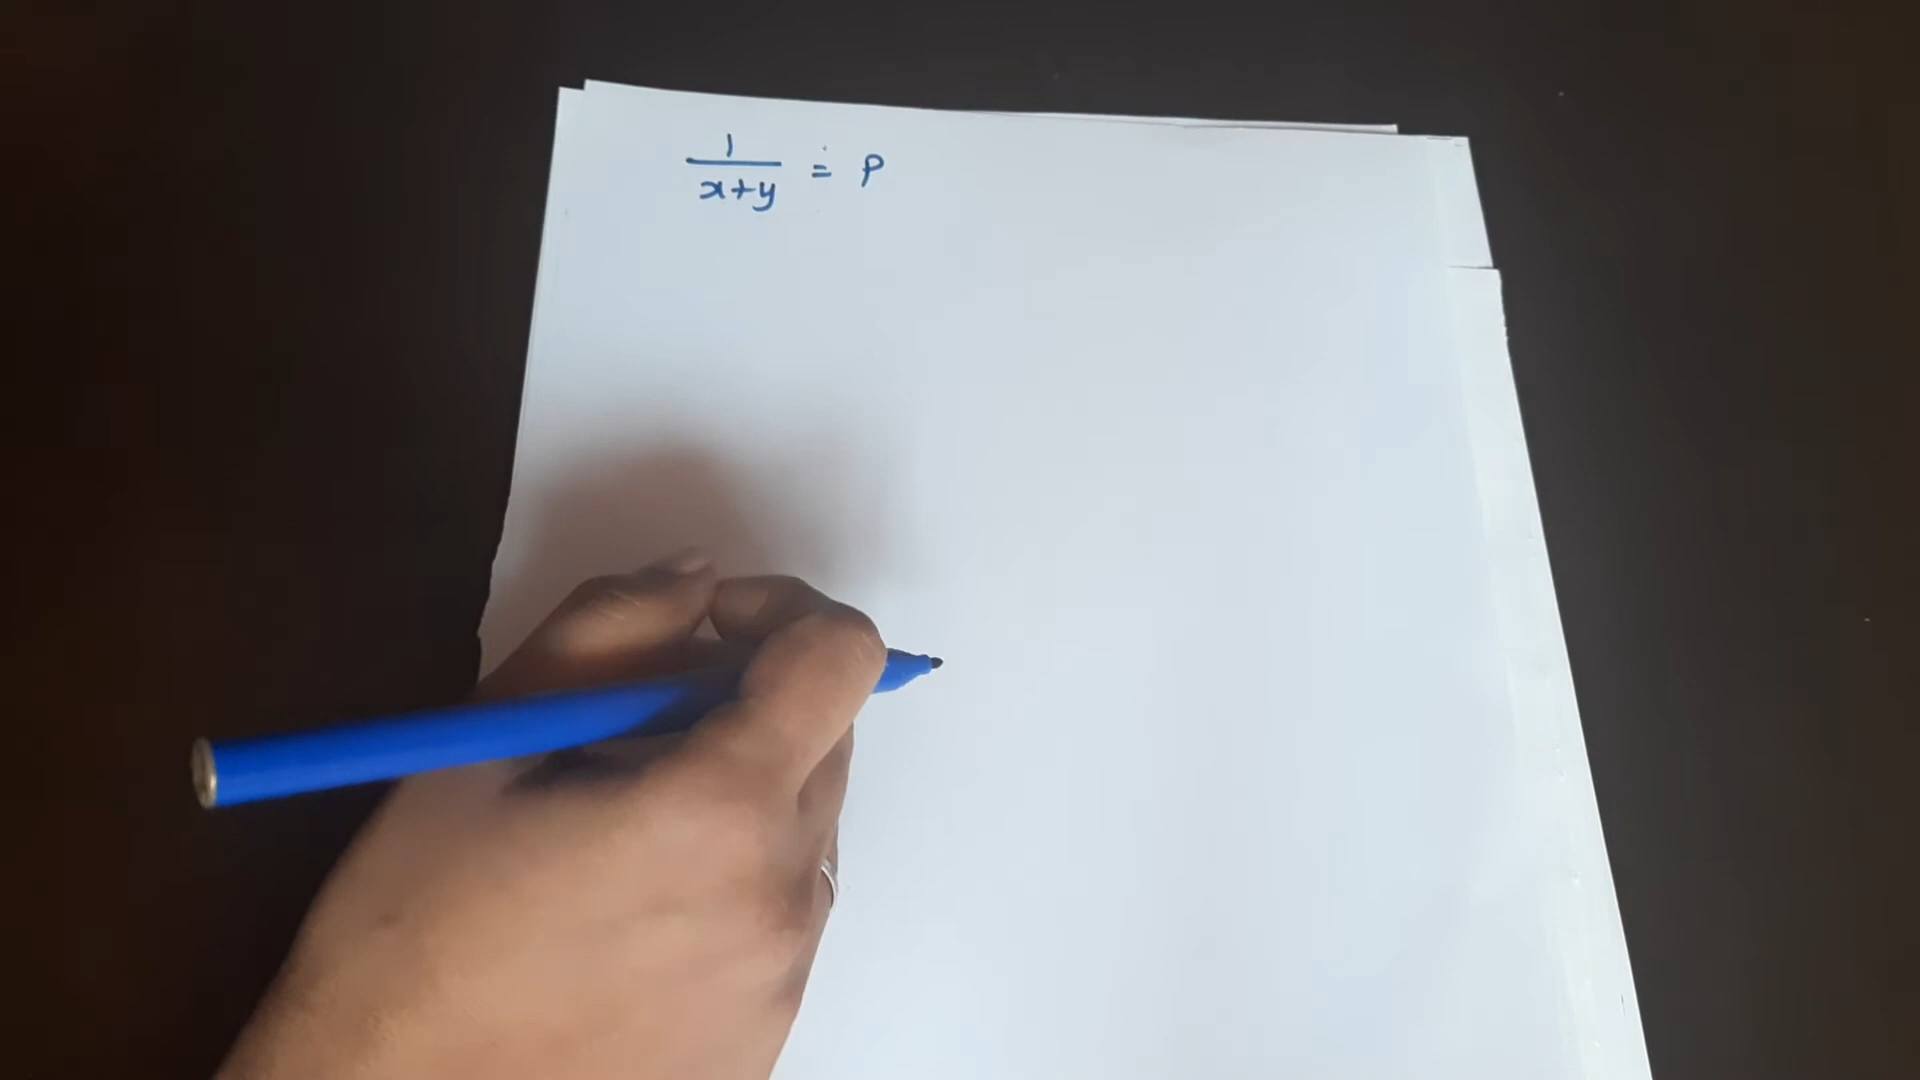 1/(x+y) = P